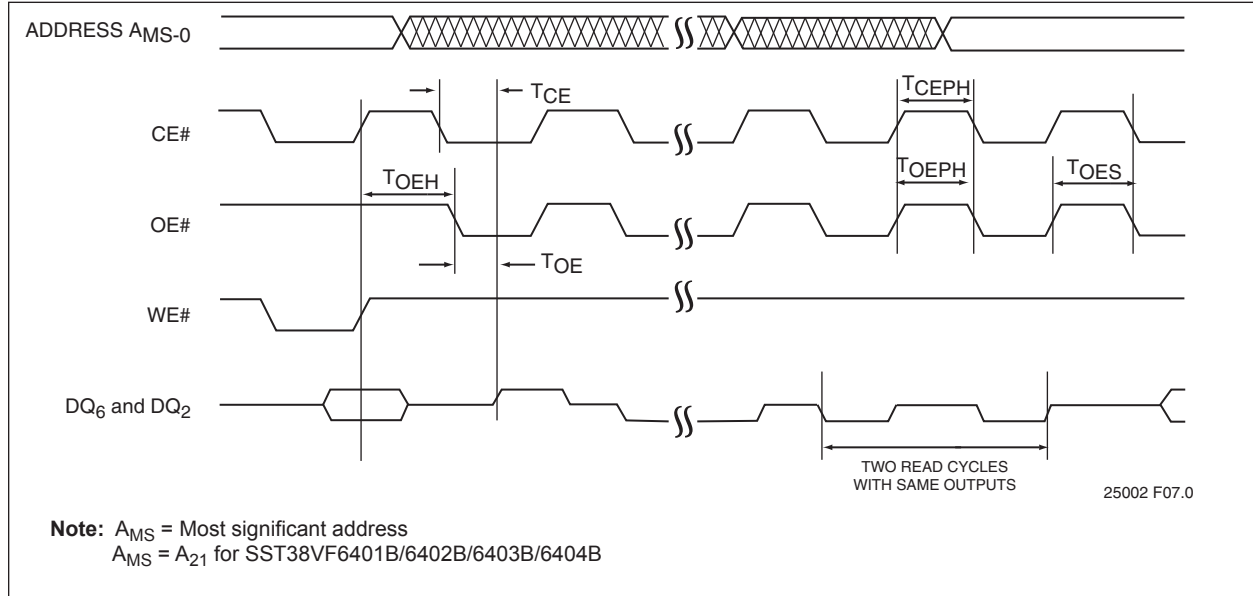 ADDRESS AMS-0
TCE
TCEPH
CE#
TOEH
TOEPH
TOES
OE#
TOE
WE#
DQ6 and DQ2
TWO READ CYCLES
WITH SAME OUTPUTS
25002 F07.0
Note: AMS = Most significant address
AMS = A21 for SST38VF6401B/6402B/6403B/6404B